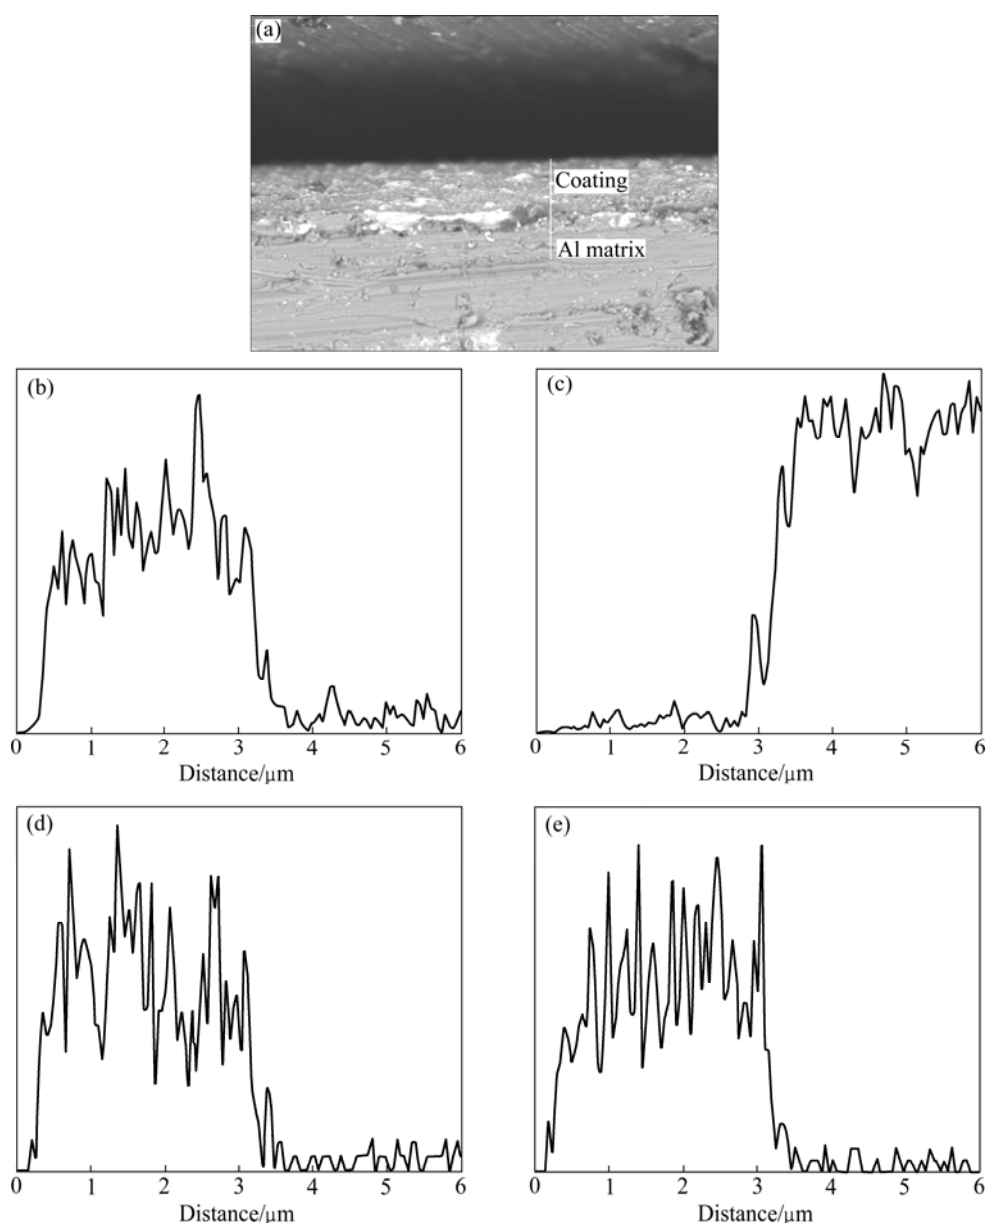 (a)
Coating
Al matrix
(b)
(c)
0 1 2 3 4 5 6
0 1 2 3 4 5 6
Distance/μm
Distance/μm
(d)
(e)
0 1 2 3 4 5 6
0 1 2 3 4 5 6
Distance/μm
Distance/μm